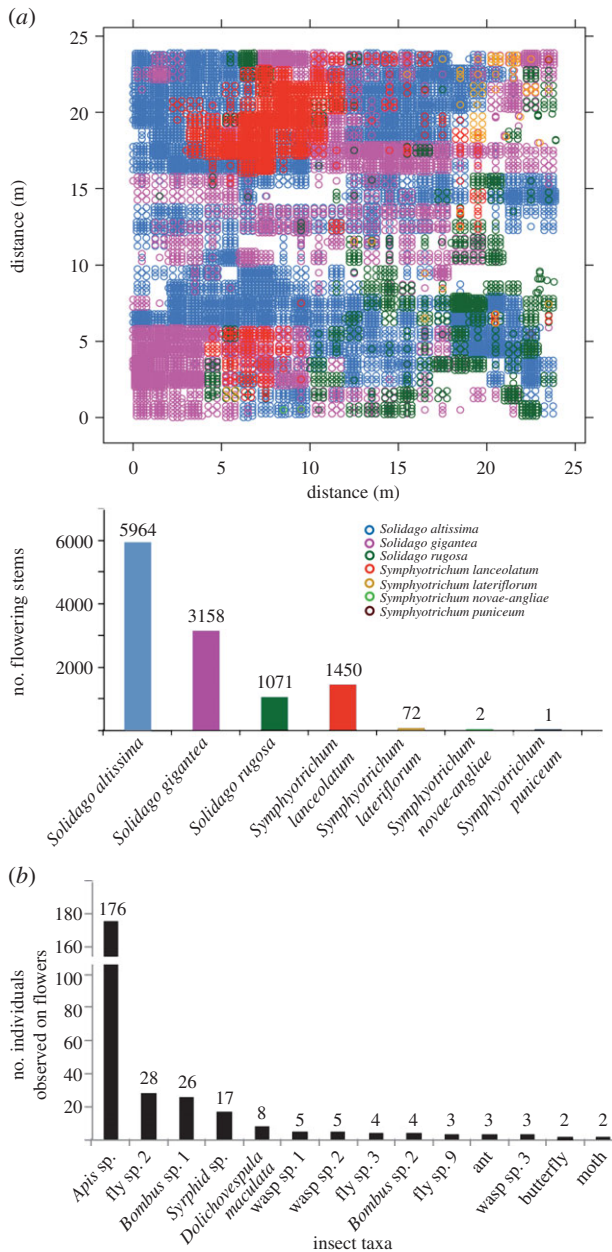 (a)
25
20
15
10
5
0
distance (m)
0 5 10 15 20 25
distance (m)
6000
4000
2000
no. flowering stems
5964
3158
1071
1450
72
2
1
Solidago altissima
Solidago gigantea
Solidago rugosa
Symphyotrichum lanceolatum
Symphyotrichum lateriflorum
Symphyotrichum novae-angliae
Symphyotrichum puniceum
Solidago altissima
Solidago gigantea
Solidago rugosa
Symphyotrichum
lanceolatum
Symphyotrichum
lateriflorum
Symphyotrichum
novae-angliae
Symphyotrichum
puniceum
(b)
180
160
100
80
60
40
20
no. individuals
observed on flowers
176
28
26
17
8
5
5
4
4
3
3
3
2
2
Apis sp.
fly sp. 2
Bombus sp. 1
Syrphid sp.
Dolichovespula
maculata
wasp sp. 1
wasp sp. 2
fly sp. 3
Bombus sp. 2
fly sp. 9
ant
wasp sp. 3
butterfly
moth
insect taxa